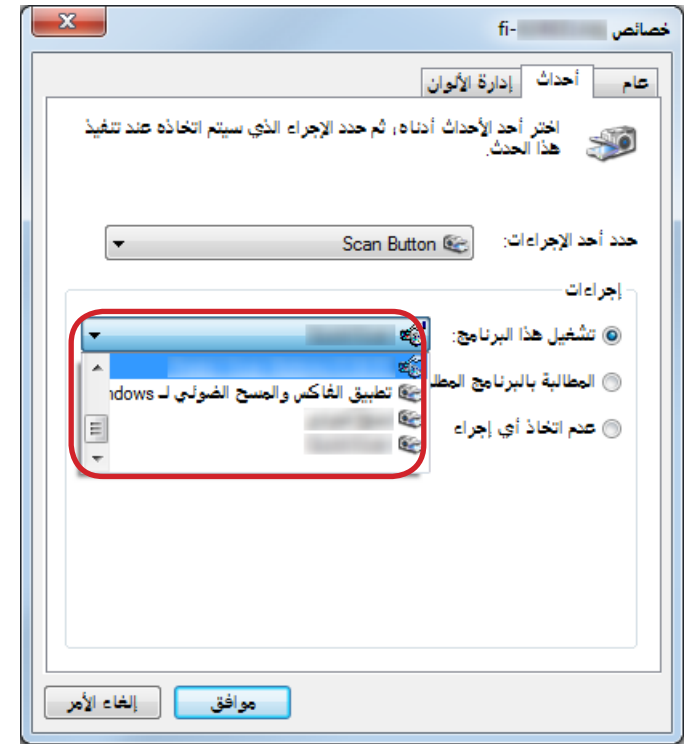 خصائص fi-
عام
أحداث
إدارة الألوان
اختر أحد الأحداث أدناه، ثم حدد الإجراء الذي سيتم اتخاذه عند تنفيذ
هذا الحدث.
حدد أحد الإجراءات:
Scan Button
إجراءات
تشغيل هذا البرنامج:
المطالبة بالبرنامج
تطبيق الفاكس والمسح الضوئي لـ
عدم اتخاذ أي إجراء
موافق
إلغاء الأمر